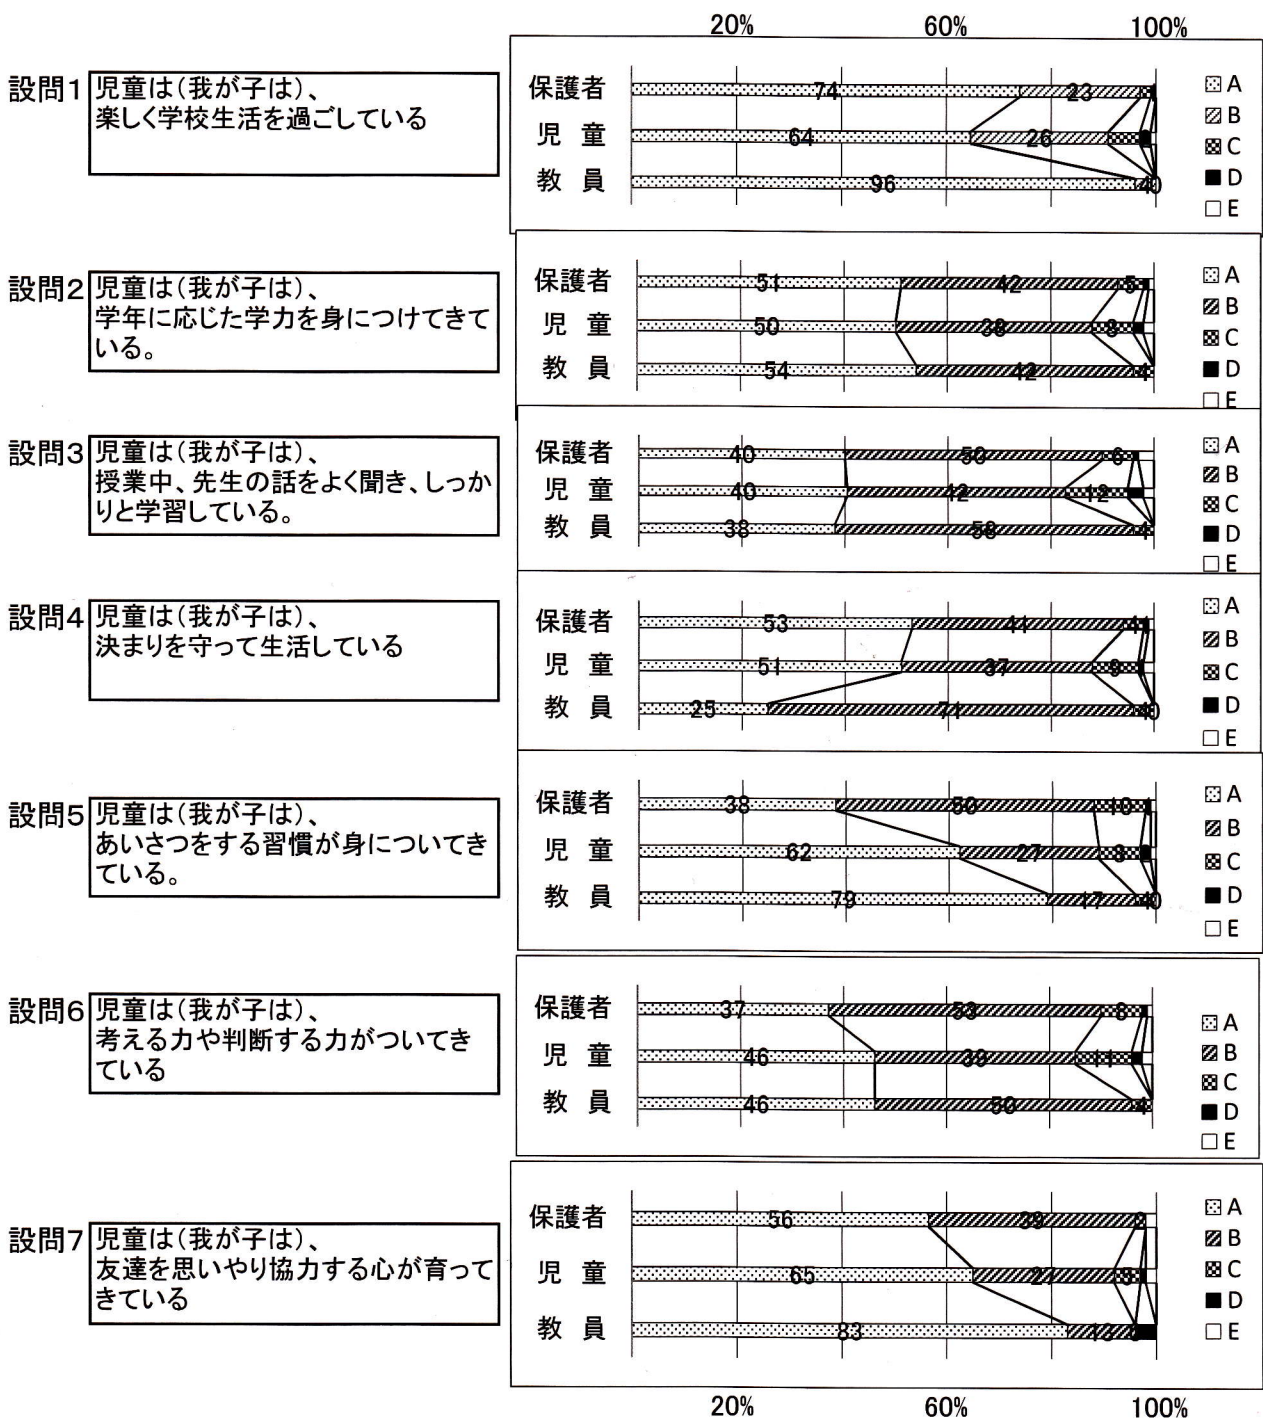 20% 60% 100%
設問1 児童は(我が子は)、
楽しく学校生活を過ごしている
保護者 74 23
児 童 64 26
教 員 96 4 0
A
B
C
D
E
設問2 児童は(我が子は)、
学年に応じた学力を身につけてきて
いる。
保護者 51 42 5
児 童 50 38 8
教 員 54 42 4
A
B
C
D
E
設問3 児童は(我が子は)、
授業中、先生の話をよく聞き、しっか
りと学習している。
保護者 40 50 6
児 童 40 42 12
教 員 38 58 4
A
B
C
D
E
設問4 児童は(我が子は)、
決まりを守って生活している
保護者 53 41 4 1
児 童 51 37 9
教 員 25 71 4 0
A
B
C
D
E
設問5 児童は(我が子は)、
あいさつをする習慣が身についてき
ている。
保護者 38 50 10 1
児 童 62 27 8
教 員 79 17 4 0
A
B
C
D
E
設問6 児童は(我が子は)、
考える力や判断する力がついてき
ている
保護者 37 53 8
児 童 46 39 11
教 員 46 50 4
A
B
C
D
E
設問7 児童は(我が子は)、
友達を思いやり協力する心が育って
きている
保護者 56 39
児 童 65 27 5
教 員 83 13
A
B
C
D
E
20% 60% 100%